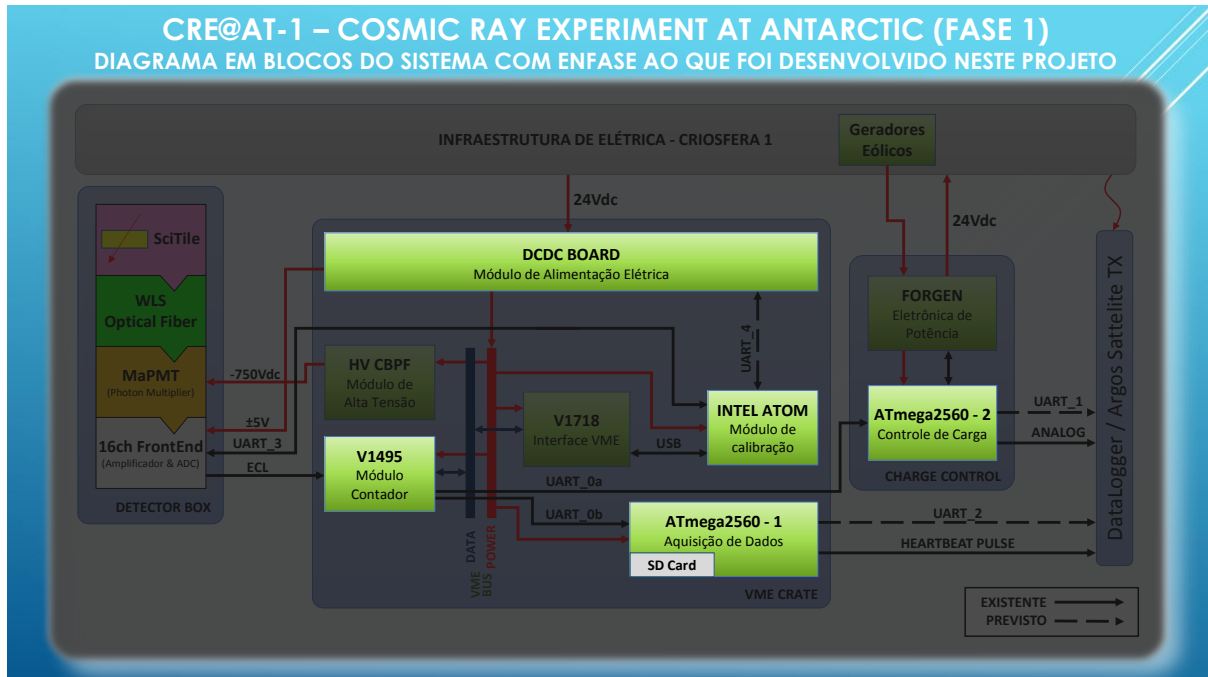 CRE@AT-1 – COSMIC RAY EXPERIMENT AT ANTARCTIC (FASE 1)
DIAGRAMA EM BLOCOS DO SISTEMA COM ENFASE AO QUE FOI DESENVOLVIDO NESTE PROJETO
INFRAESTRUTURA DE ELÉTRICA - CRIOSFERA 1
Geradores
Eólicos
24Vdc
24Vdc
SciTile
WLS
Optical Fiber
MaPMT
(Photon Multiplier)
16ch FrontEnd
(Amplificador & ADC)
DETECTOR BOX
-750Vdc
±5V
UART_3
ECL
DCDC BOARD
Módulo de Alimentação Elétrica
HV CBPF
Módulo de
Alta Tensão
V1495
Módulo
Contador
VME
BUS
DATA
POWER
V1718
Interface VME
USB
UART_4
INTEL ATOM
Módulo de
calibração
UART_0a
UART_0b
ATmega2560 - 1
Aquisição de Dados
SD Card
VME CRATE
FORGEN
Eletrônica de
Potência
ATmega2560 - 2
Controle de Carga
CHARGE CONTROL
UART_1
ANALOG
UART_2
HEARTBEAT PULSE
DataLogger / Argos Sattelite TX
EXISTENTE
PREVISTO